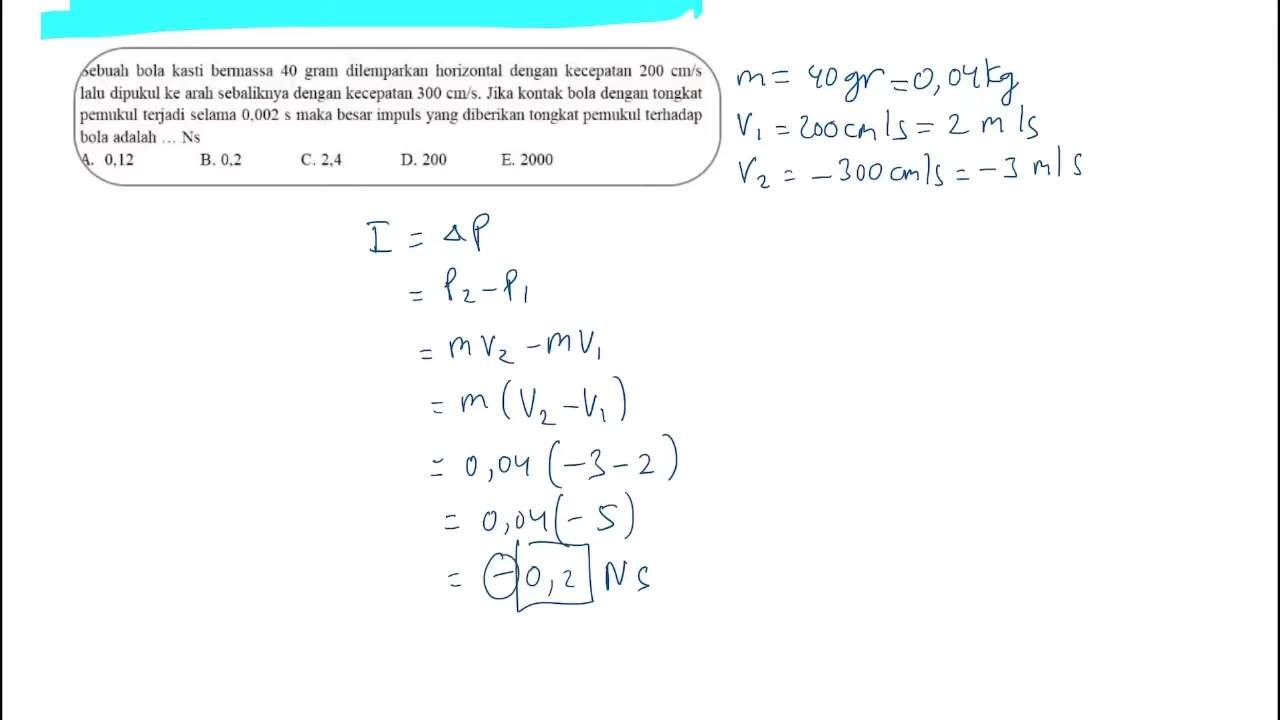 Sebuah bola kasti bermassa 40 gram dilemparkan horizontal dengan kecepatan 200 cm/s
lalu dipukul ke arah sebaliknya dengan kecepatan 300 cm/s. Jika kontak bola dengan tongkat
pemukul terjadi selama 0,002 s maka besar impuls yang diberikan tongkat pemukul terhadap
bola adalah … Ns
A. 0,12 B. 0,2 C. 2,4 D. 200 E. 2000
m = 40 gr = 0,04 kg
V₁ = 200 cm/s = 2 m/s
V₂ = -300 cm/s = -3 m/s
I = ΔP
= P₂ - P₁
= m V₂ - m V₁
= m (V₂ - V₁)
= 0,04 (-3 - 2)
= 0,04 (-5)
= -0,2 Ns